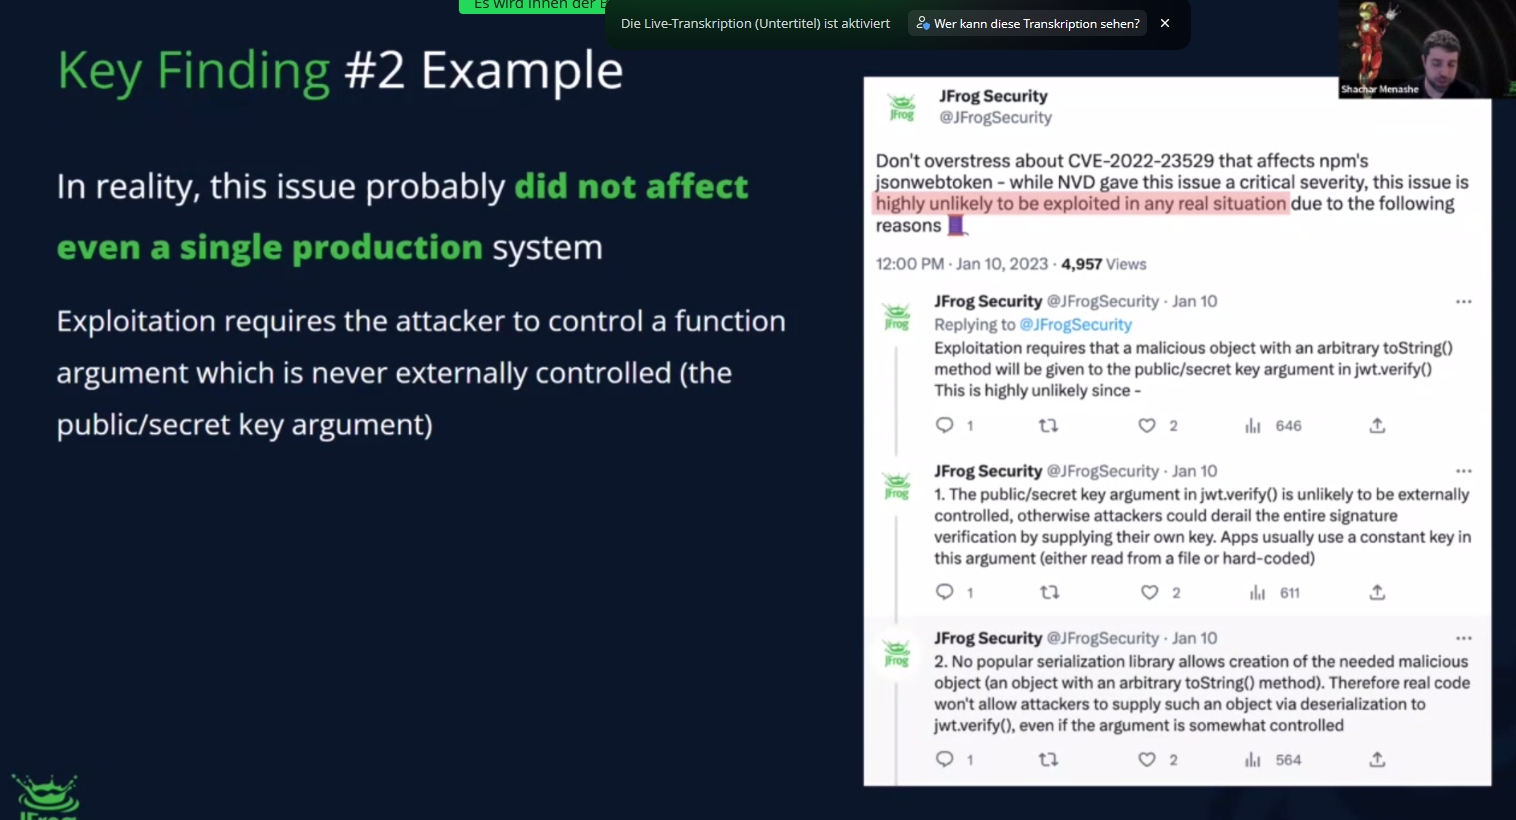 Es wird Ihnen der B
Die Live-Transkription (Untertitel) ist aktiviert
Wer kann diese Transkription sehen?
Shachar Menashe
Key Finding #2 Example
In reality, this issue probably did not affect
even a single production system
Exploitation requires the attacker to control a function
argument which is never externally controlled (the
public/secret key argument)
JFrog
JFrog
JFrog Security
@JFrogSecurity
Don't overstress about CVE-2022-23529 that affects npm's
jsonwebtoken - while NVD gave this issue a critical severity, this issue is
highly unlikely to be exploited in any real situation due to the following
reasons
12:00 PM · Jan 10, 2023 · 4,957 Views
JFrog
JFrog Security @JFrogSecurity · Jan 10
Replying to @JFrogSecurity
Exploitation requires that a malicious object with an arbitrary toString()
method will be given to the public/secret key argument in jwt.verify()
This is highly unlikely since -
1 2 646
JFrog
JFrog Security @JFrogSecurity · Jan 10
1. The public/secret key argument in jwt.verify() is unlikely to be externally
controlled, otherwise attackers could derail the entire signature
verification by supplying their own key. Apps usually use a constant key in
this argument (either read from a file or hard-coded)
1 2 611
JFrog
JFrog Security @JFrogSecurity · Jan 10
2. No popular serialization library allows creation of the needed malicious
object (an object with an arbitrary toString() method). Therefore real code
won't allow attackers to supply such an object via deserialization to
jwt.verify(), even if the argument is somewhat controlled
1 2 564